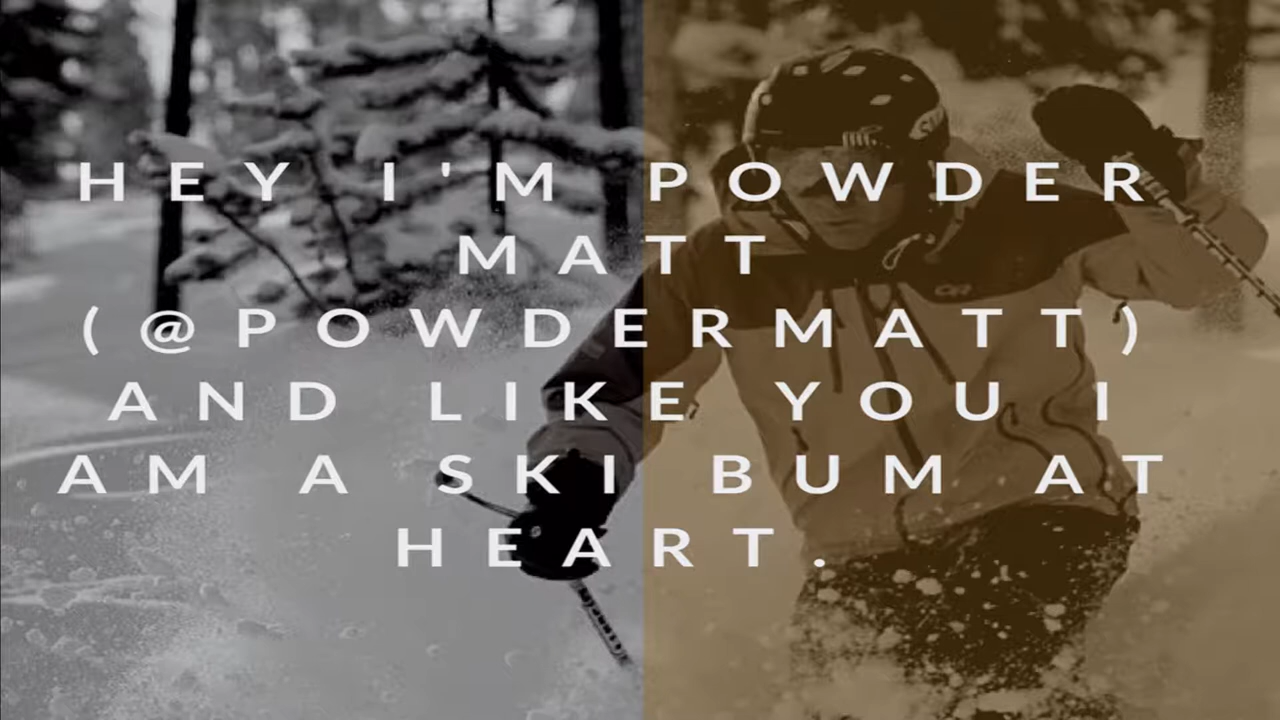 HEY I'M POWDER
MATT
(@POWDERMATT)
AND LIKE YOU I
AM A SKI BUM AT
HEART.